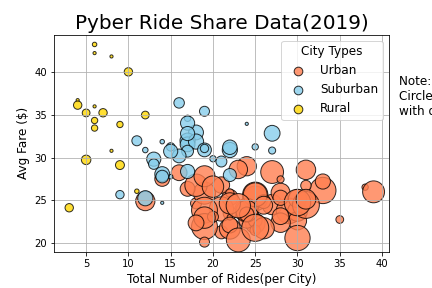 Pyber Ride Share Data(2019)
City Types
Urban
Suburban
Rural
Note:
Circle
with
Avg Fare ($)
40
35
30
25
20
5 10 15 20 25 30 35 40
Total Number of Rides(per City)